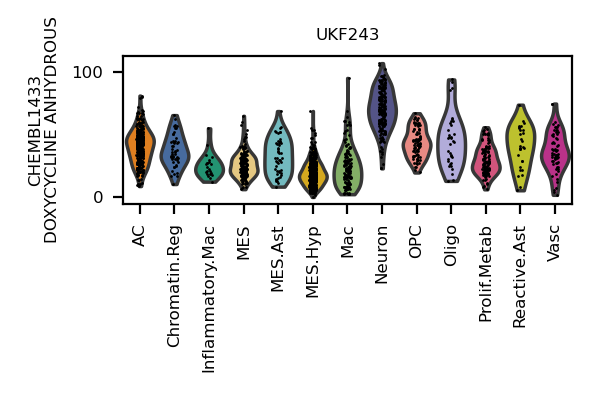 UKF243
CHEMBL1433
DOXYCYCLINE ANHYDROUS
100
0
AC
Chromatin.Reg
Inflammatory.Mac
MES
MES.Ast
MES.Hyp
Mac
Neuron
OPC
Oligo
Prolif.Metab
Reactive.Ast
Vasc